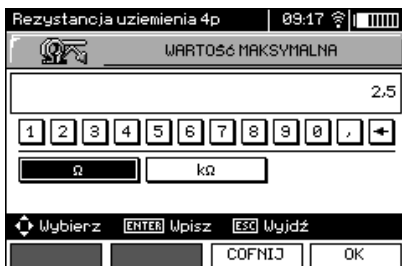 Rezystancja uziemienia 4p 09:17
WARTOŚĆ MAKSYMALNA
2,5
1 2 3 4 5 6 7 8 9 0 , ←
Ω kΩ
Wybierz ENTER Wpisz ESC Wyjdź
COFNIJ OK